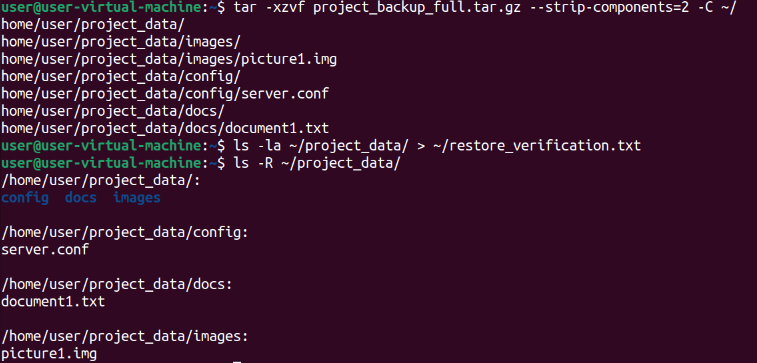 user@user-virtual-machine:~$ tar -xzvf project_backup_full.tar.gz --strip-components=2 -C ~/
home/user/project_data/
home/user/project_data/images/
home/user/project_data/images/picture1.img
home/user/project_data/config/
home/user/project_data/config/server.conf
home/user/project_data/docs/
home/user/project_data/docs/document1.txt
user@user-virtual-machine:~$ ls -la ~/project_data/ > ~/restore_verification.txt
user@user-virtual-machine:~$ ls -R ~/project_data/
/home/user/project_data/:
config  docs  images
/home/user/project_data/config:
server.conf
/home/user/project_data/docs:
document1.txt
/home/user/project_data/images:
picture1.img